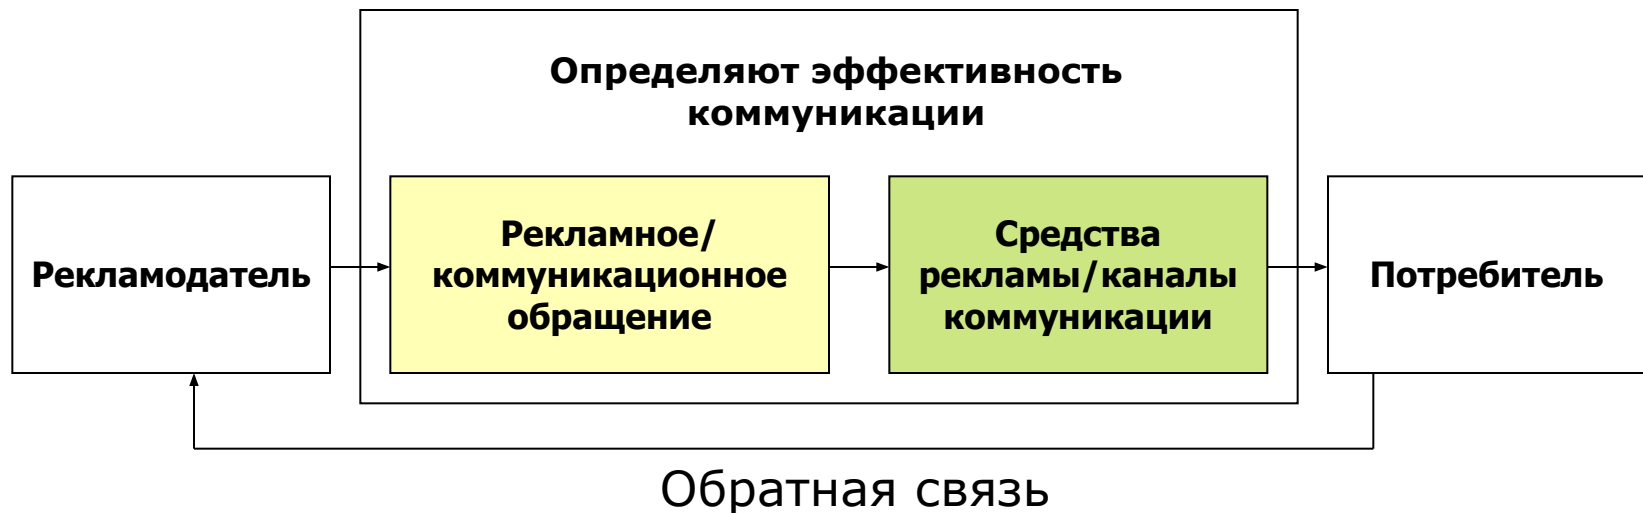 Определяют эффективность
коммуникации
Рекламодатель
Рекламное/
коммуникационное
обращение
Средства
рекламы/каналы
коммуникации
Потребитель
Обратная связь